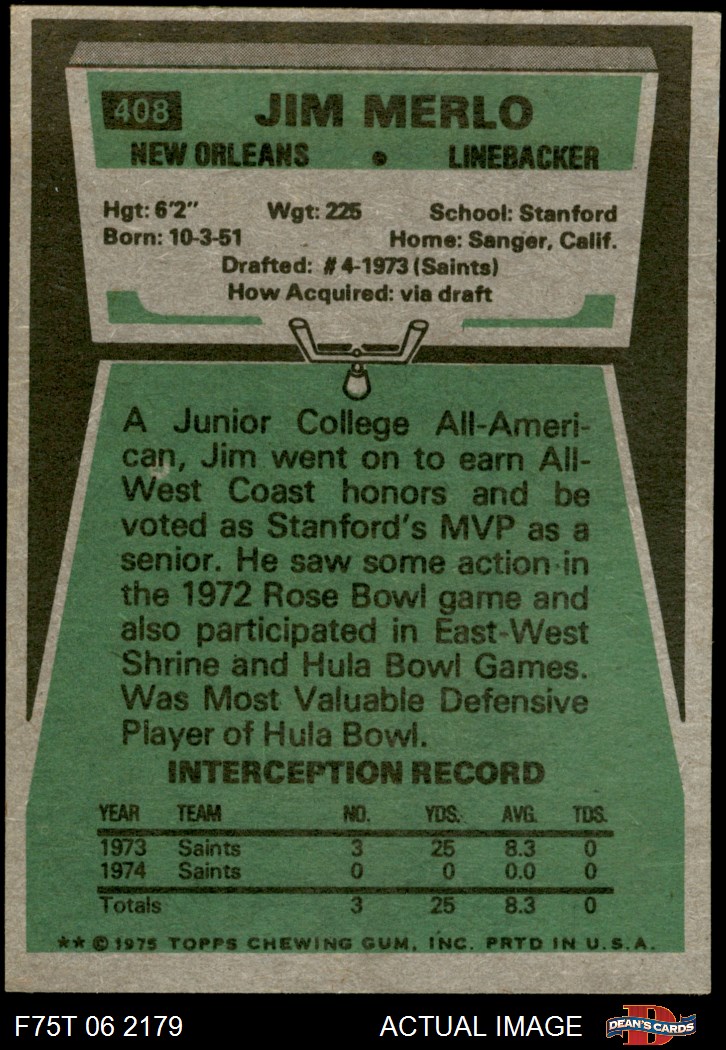 408 JIM MERLO
NEW ORLEANS • LINEBACKER
Hgt: 6'2" Wgt: 225 School: Stanford
Born: 10-3-51 Home: Sanger, Calif.
Drafted: #4-1973 (Saints)
How Acquired: via draft
A Junior College All-Ameri-
can, Jim went on to earn All-
West Coast honors and be
voted as Stanford's MVP as a
senior. He saw some action in
the 1972 Rose Bowl game and
also participated in East-West
Shrine and Hula Bowl Games.
Was Most Valuable Defensive
Player of Hula Bowl.
INTERCEPTION RECORD
YEAR TEAM NO. YDS. AVG. TDS.
1973 Saints 3 25 8.3 0
1974 Saints 0 0 0.0 0
Totals 3 25 8.3 0
** © 1975 TOPPS CHEWING GUM, INC. PRTD IN U.S.A.
F75T 06 2179 ACTUAL IMAGE D DEAN'S CARDS